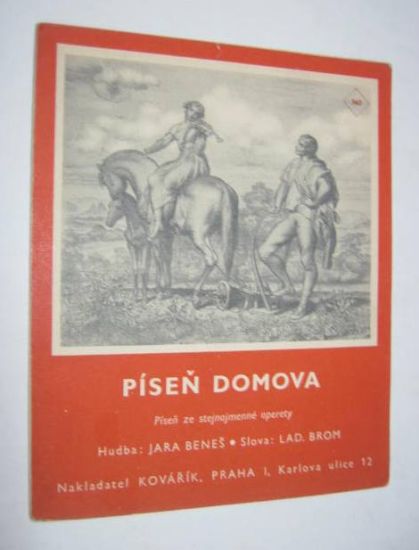 PÍSEŇ DOMOVA
Píseň ze stejnojmenné operety
Hudba: JARA BENEŠ • Slova: LAD. BROM
Nakladatel KOVÁŘÍK, PRAHA I, Karlova ulice 12